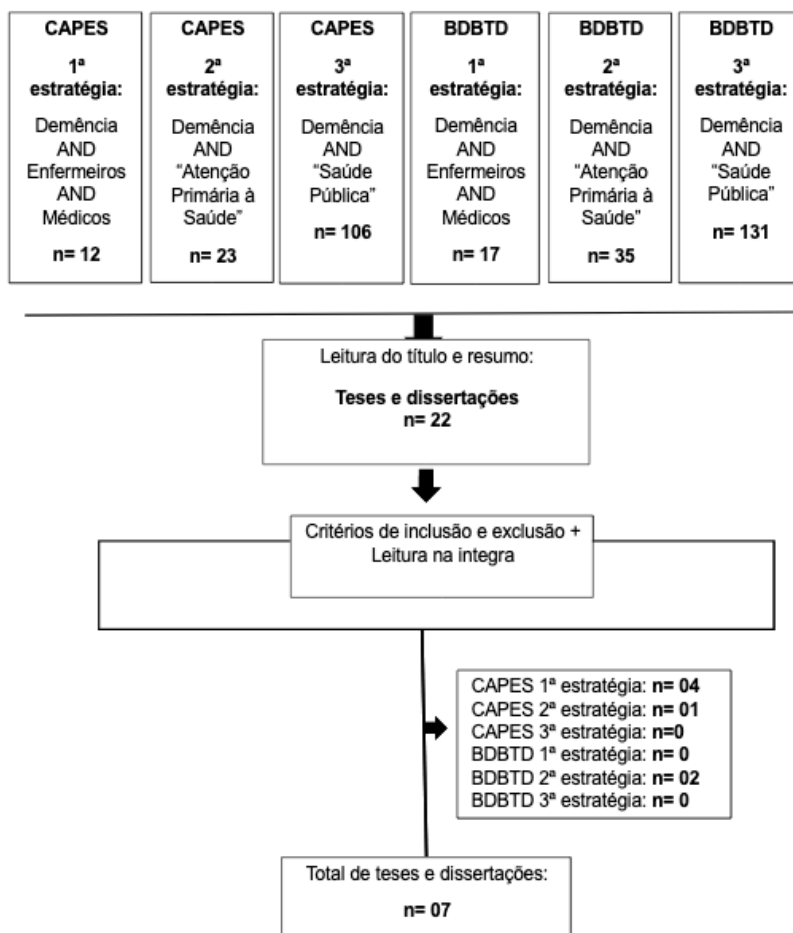 CAPES
1ª
estratégia:
Demência
AND
Enfermeiros
AND
Médicos
n= 12
CAPES
2ª
estratégia:
Demência
AND
“Atenção
Primária à
Saúde”
n= 23
CAPES
3ª
estratégia:
Demência
AND
“Saúde
Pública”
n= 106
BDBTD
1ª
estratégia:
Demência
AND
Enfermeiros
AND
Médicos
n= 17
BDBTD
2ª
estratégia:
Demência
AND
“Atenção
Primária à
Saúde”
n= 35
BDBTD
3ª
estratégia:
Demência
AND
“Saúde
Pública”
n= 131
Leitura do título e resumo:
Teses e dissertações
n= 22
Critérios de inclusão e exclusão +
Leitura na integra
CAPES 1ª estratégia: n= 04
CAPES 2ª estratégia: n= 01
CAPES 3ª estratégia: n=0
BDBTD 1ª estratégia: n= 0
BDBTD 2ª estratégia: n= 02
BDBTD 3ª estratégia: n= 0
Total de teses e dissertações:
n= 07